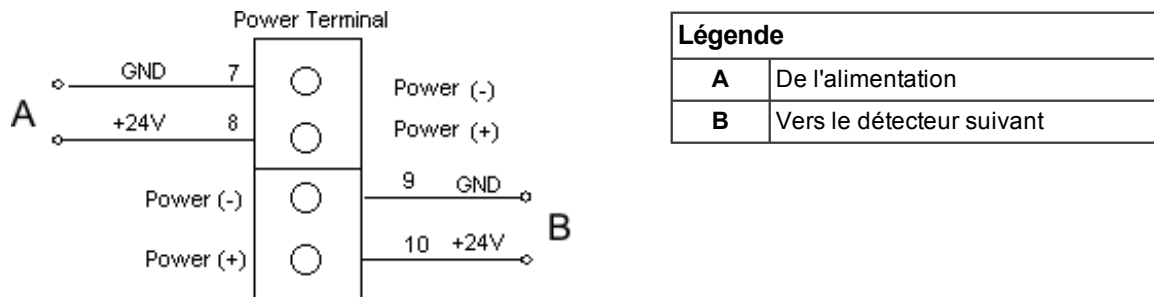 Power Terminal
GND 7
Power (-)
A
+24V 8
Power (+)
Power (-)
9 GND
B
Power (+)
10 +24V
Légende
A De l'alimentation
B Vers le détecteur suivant